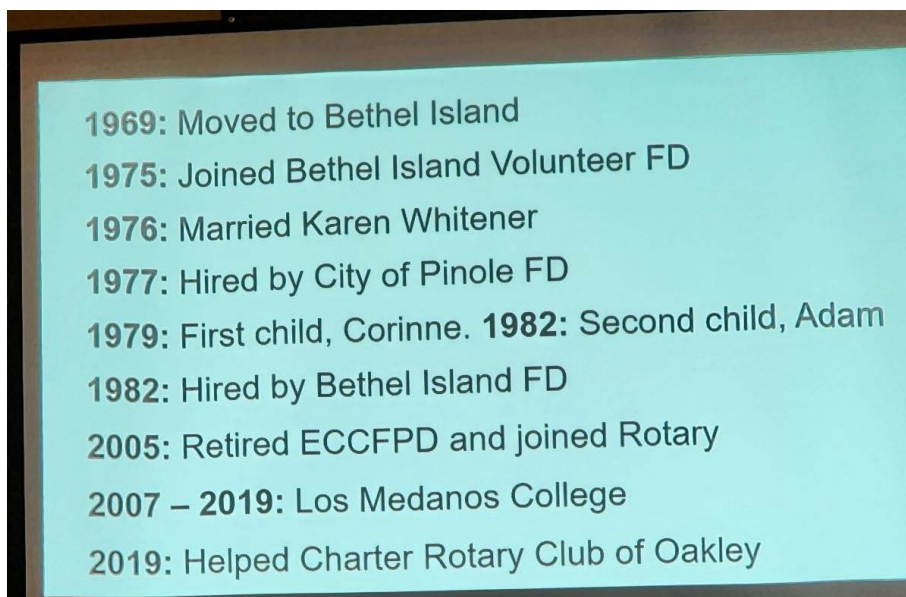 1969: Moved to Bethel Island
1975: Joined Bethel Island Volunteer FD
1976: Married Karen Whitener
1977: Hired by City of Pinole FD
1979: First child, Corinne. 1982: Second child, Adam
1982: Hired by Bethel Island FD
2005: Retired ECCFPD and joined Rotary
2007 – 2019: Los Medanos College
2019: Helped Charter Rotary Club of Oakley